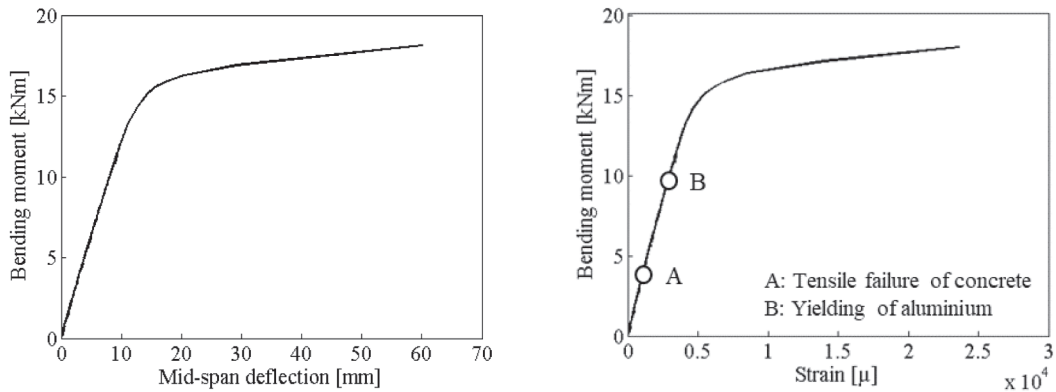 20
15
10
5
0
0 10 20 30 40 50 60 70
Bending moment [kNm]
Mid-span deflection [mm]
20
15
10
5
0
0 0.5 1 1.5 2 2.5 3
x 10⁴
Bending moment [kNm]
Strain [μ]
B
A
A: Tensile failure of concrete
B: Yielding of aluminium